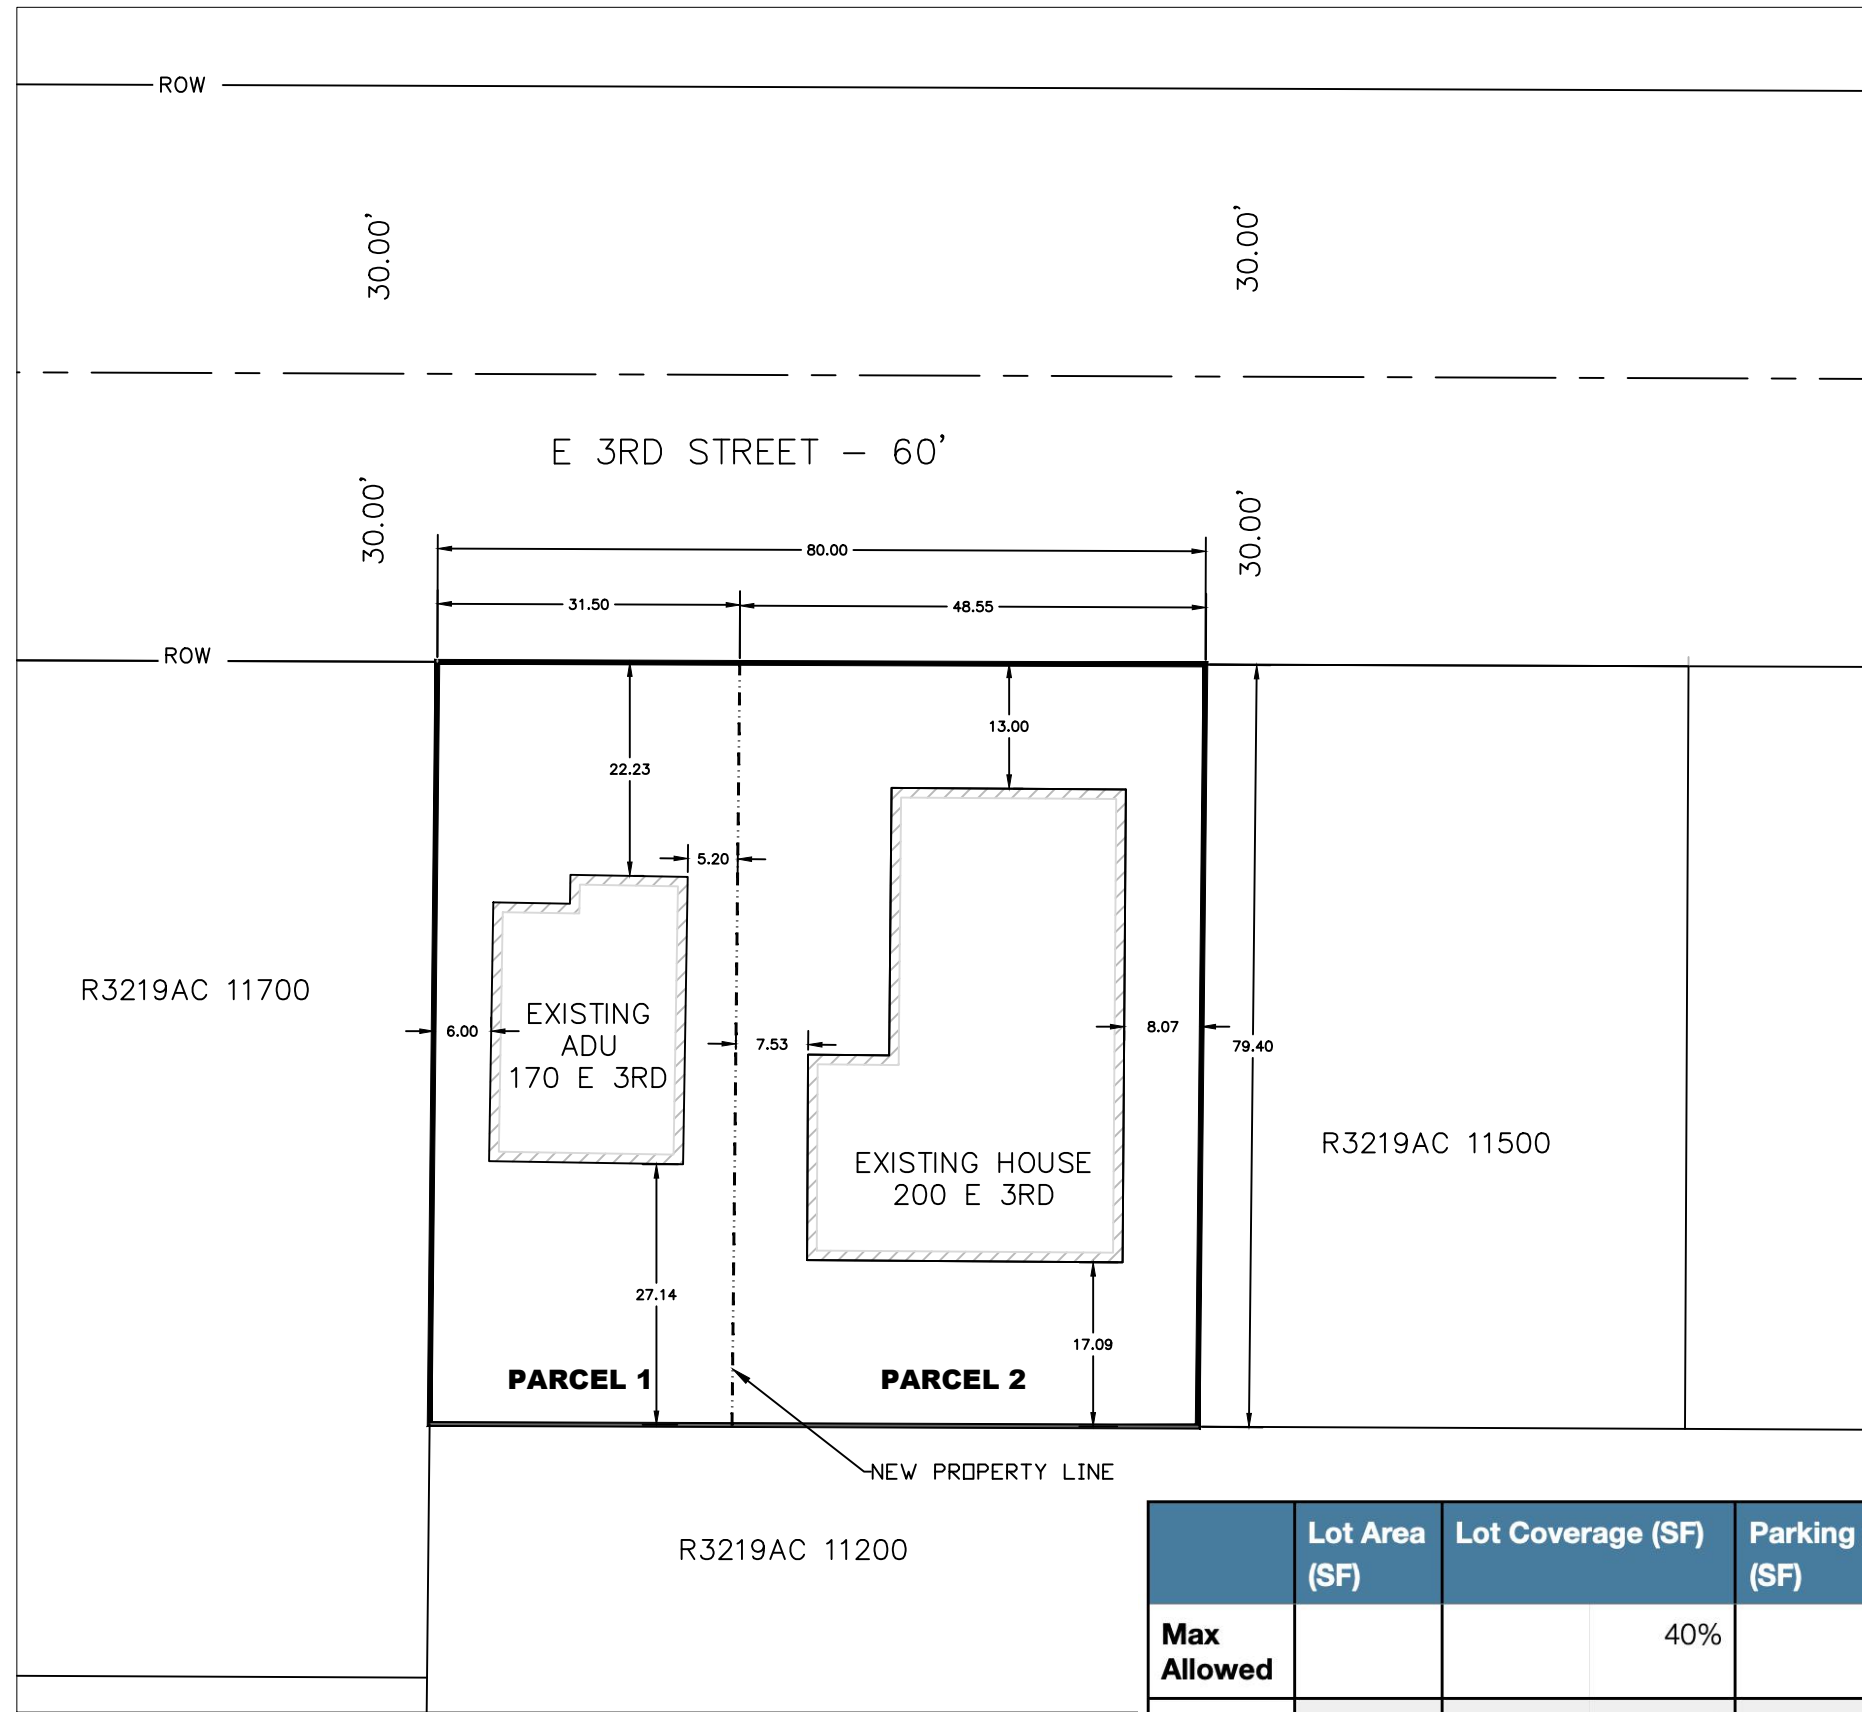 ROW
30.00'
30.00'
E 3RD STREET – 60'
30.00'
30.00'
80.00
31.50
48.55
ROW
13.00
22.23
5.20
R3219AC 11700
EXISTING
ADU
170 E 3RD
6.00
7.53
8.07
79.40
R3219AC 11500
EXISTING HOUSE
200 E 3RD
27.14
17.09
PARCEL 1
PARCEL 2
NEW PROPERTY LINE
R3219AC 11200
Lot Area
(SF)
Lot Coverage (SF)
Parking
(SF)
Max
Allowed
40%